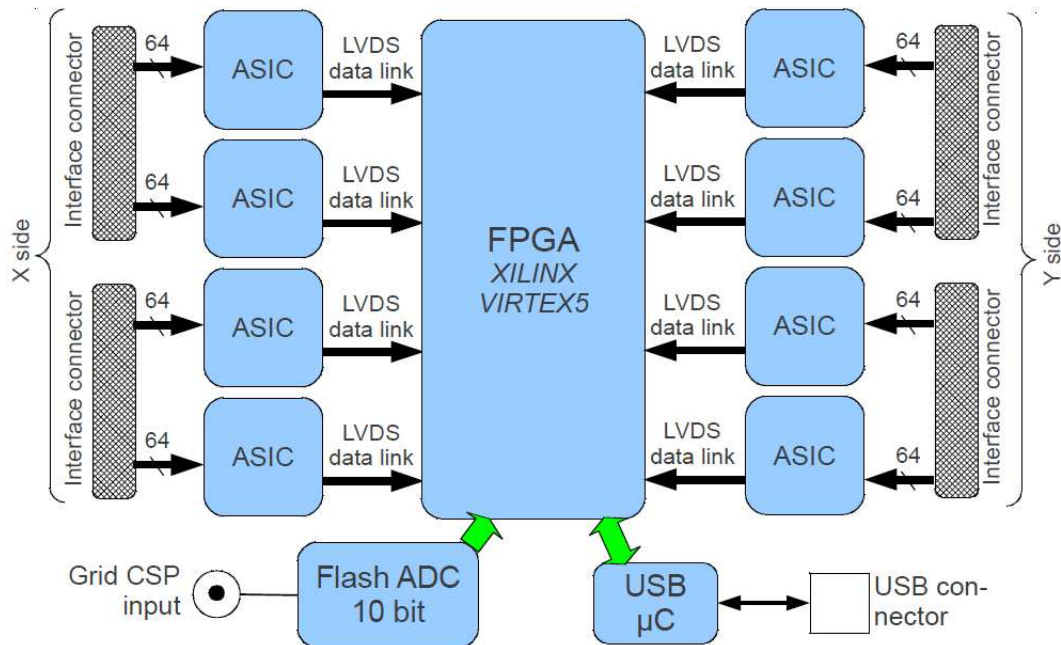 X side
Interface connector
64
ASIC
LVDS
data link
64
ASIC
LVDS
data link
Interface connector
64
ASIC
LVDS
data link
64
ASIC
LVDS
data link
FPGA
XILINX
VIRTEX5
LVDS
data link
ASIC
64
LVDS
data link
ASIC
64
Interface connector
LVDS
data link
ASIC
64
LVDS
data link
ASIC
64
Interface connector
Y side
Grid CSP
input
Flash ADC
10 bit
USB
µC
USB con-
nector